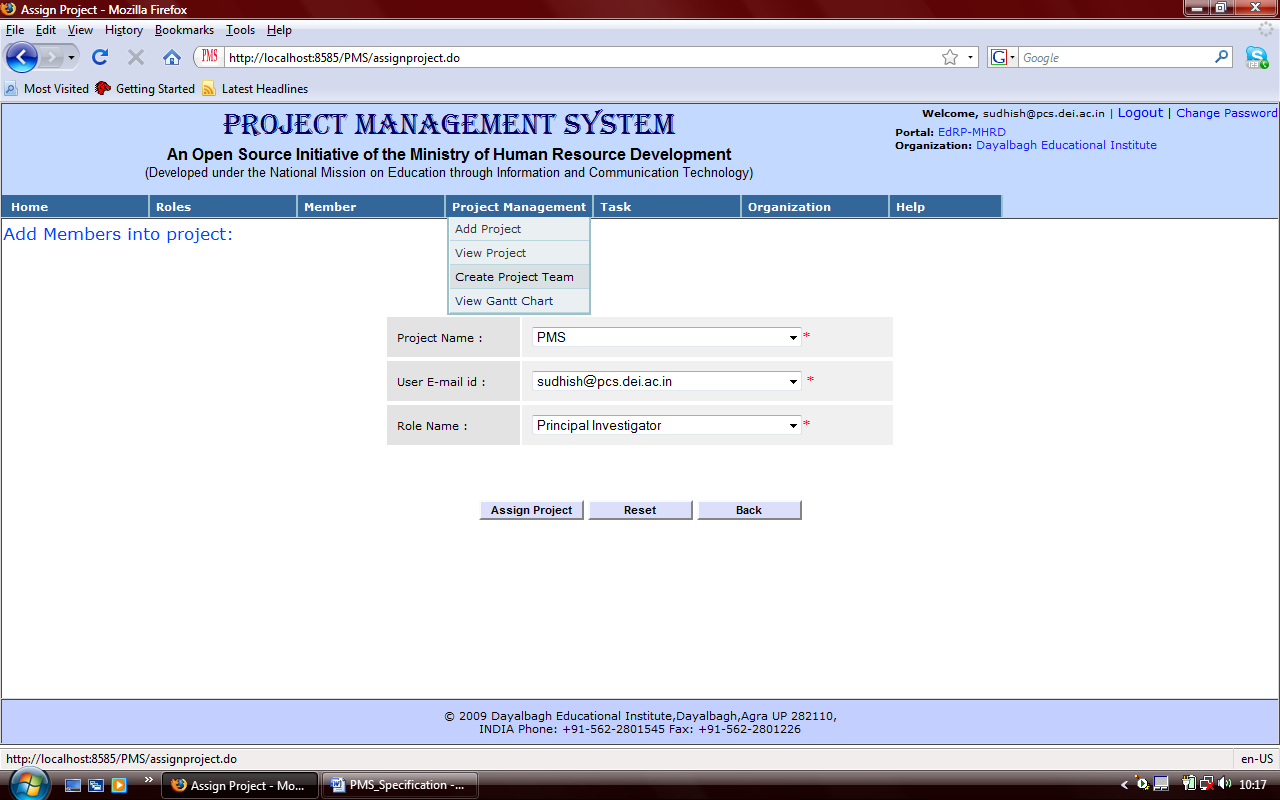 Assign Project - Mozilla Firefox
File Edit View History Bookmarks Tools Help
PMS http://localhost:8585/PMS/assignproject.do G Google
Most Visited Getting Started Latest Headlines
PROJECT MANAGEMENT SYSTEM
An Open Source Initiative of the Ministry of Human Resource Development
(Developed under the National Mission on Education through Information and Communication Technology)
Welcome, sudhish@pcs.dei.ac.in | Logout | Change Password
Portal: EdRP-MHRD
Organization: Dayalbagh Educational Institute
Home Roles Member Project Management Task Organization Help
Add Members into project:
Add Project
View Project
Create Project Team
View Gantt Chart
Project Name : PMS *
User E-mail id : sudhish@pcs.dei.ac.in *
Role Name : Principal Investigator *
Assign Project Reset Back
© 2009 Dayalbagh Educational Institute,Dayalbagh,Agra UP 282110,
INDIA Phone: +91-562-2801545 Fax: +91-562-2801226
http://localhost:8585/PMS/assignproject.do en-US
» Assign Project - Mo... PMS_Specification -... < 10:17